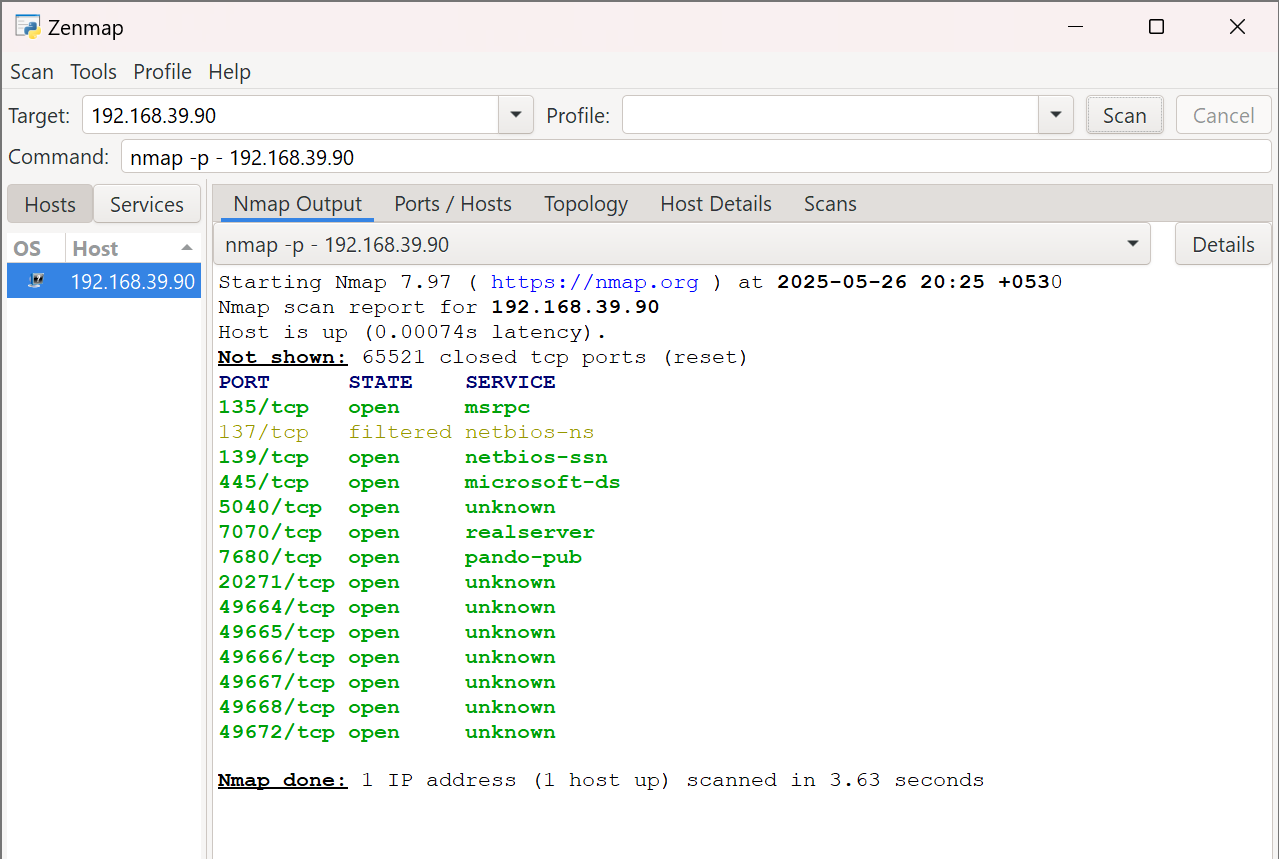 Zenmap
Scan Tools Profile Help
Target: 192.168.39.90 Profile: Scan Cancel
Command: nmap -p - 192.168.39.90
Hosts Services
Nmap Output Ports / Hosts Topology Host Details Scans
OS Host
192.168.39.90
nmap -p - 192.168.39.90 Details
Starting Nmap 7.97 ( https://nmap.org ) at 2025-05-26 20:25 +0530
Nmap scan report for 192.168.39.90
Host is up (0.00074s latency).
Not shown: 65521 closed tcp ports (reset)
PORT STATE SERVICE
135/tcp open msrpc
137/tcp filtered netbios-ns
139/tcp open netbios-ssn
445/tcp open microsoft-ds
5040/tcp open unknown
7070/tcp open realserver
7680/tcp open pando-pub
20271/tcp open unknown
49664/tcp open unknown
49665/tcp open unknown
49666/tcp open unknown
49667/tcp open unknown
49668/tcp open unknown
49672/tcp open unknown
Nmap done: 1 IP address (1 host up) scanned in 3.63 seconds